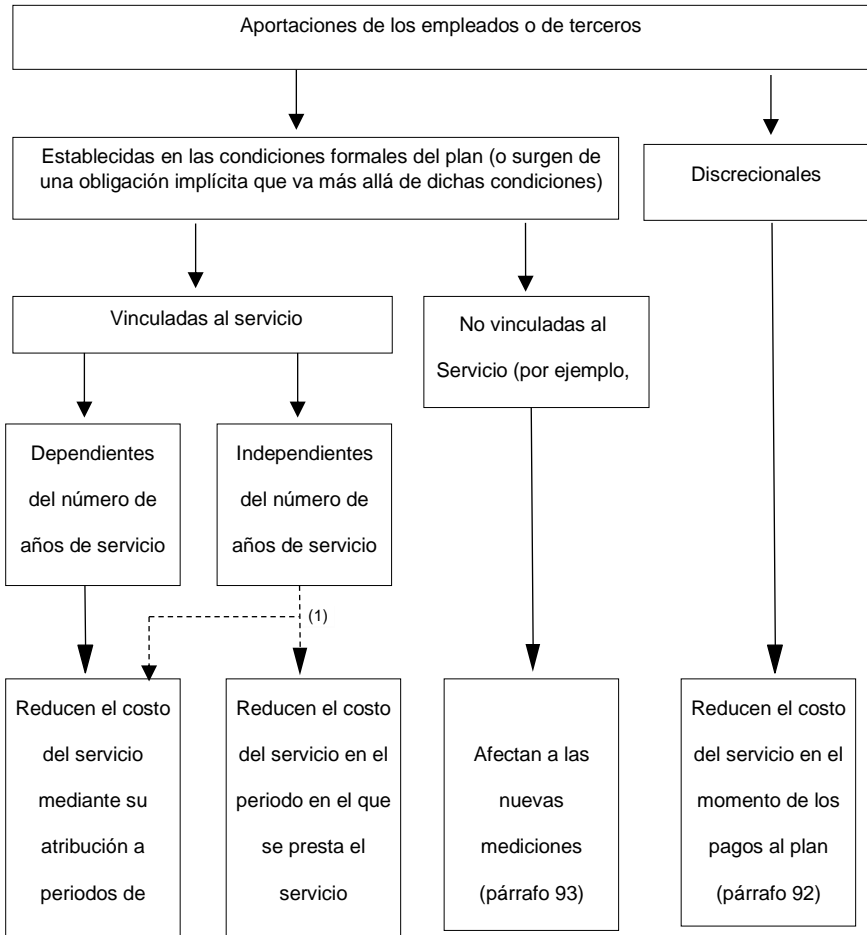 Aportaciones de los empleados o de terceros
Establecidas en las condiciones formales del plan (o surgen de
una obligación implícita que va más allá de dichas condiciones)
Discrecionales
Vinculadas al servicio
No vinculadas al
Servicio (por ejemplo,
Dependientes
del número de
años de servicio
Independientes
del número de
años de servicio
(1)
Reducen el costo
del servicio
mediante su
atribución a
periodos de
Reducen el costo
del servicio en el
periodo en el que
se presta el
servicio
Afectan a las
nuevas
mediciones
(párrafo 93)
Reducen el costo
del servicio en el
momento de los
pagos al plan
(párrafo 92)